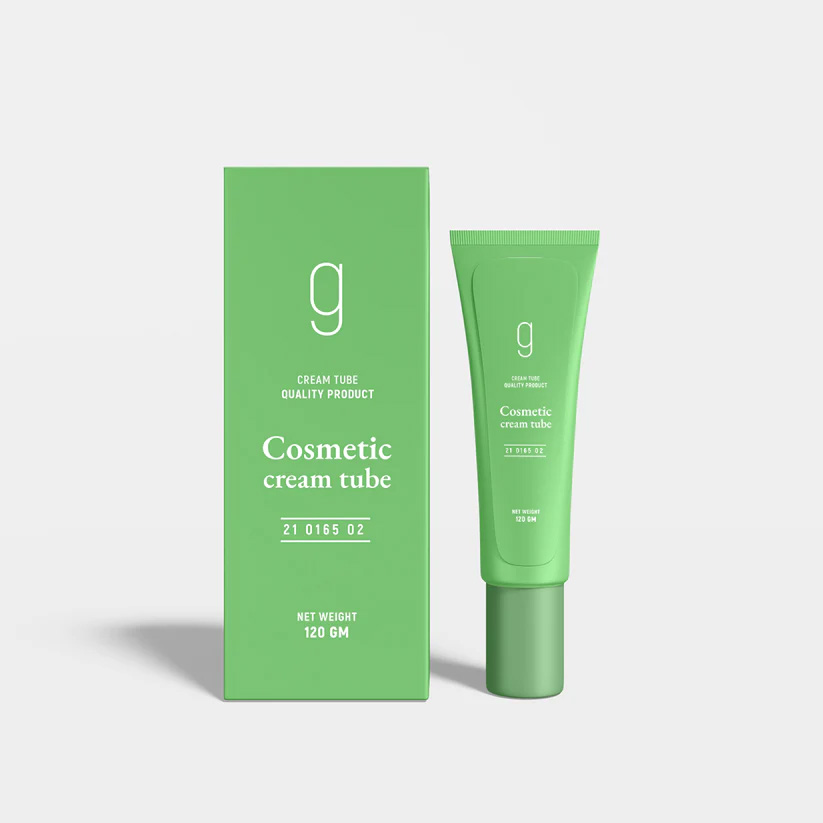 g
CREAM TUBE
QUALITY PRODUCT
Cosmetic
cream tube
21 0165 02
NET WEIGHT
120 GM
g
CREAM TUBE
QUALITY PRODUCT
Cosmetic
cream tube
21 0165 02
NET WEIGHT
120 GM